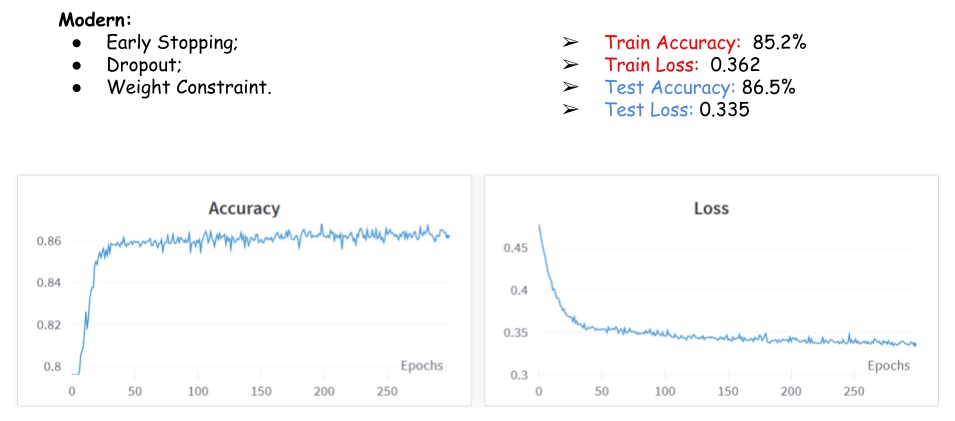 Modern:
● Early Stopping;
● Dropout;
● Weight Constraint.
➢ Train Accuracy: 85.2%
➢ Train Loss: 0.362
➢ Test Accuracy: 86.5%
➢ Test Loss: 0.335
Accuracy
0.86
0.84
0.82
0.8
Epochs
0 50 100 150 200 250
Loss
0.45
0.4
0.35
0.3
Epochs
0 50 100 150 200 250